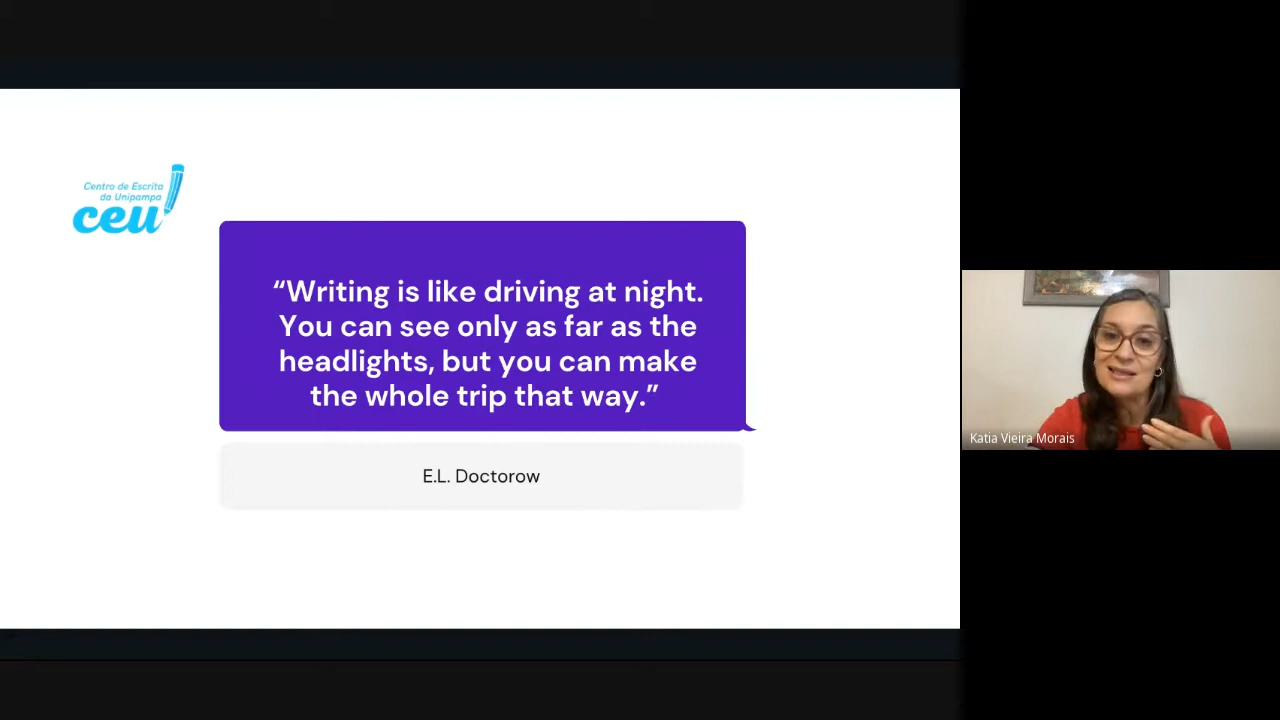 Centro de Escrita
da Unipampa
ceu
“Writing is like driving at night.
You can see only as far as the
headlights, but you can make
the whole trip that way.”
E.L. Doctorow
Katia Vieira Morais